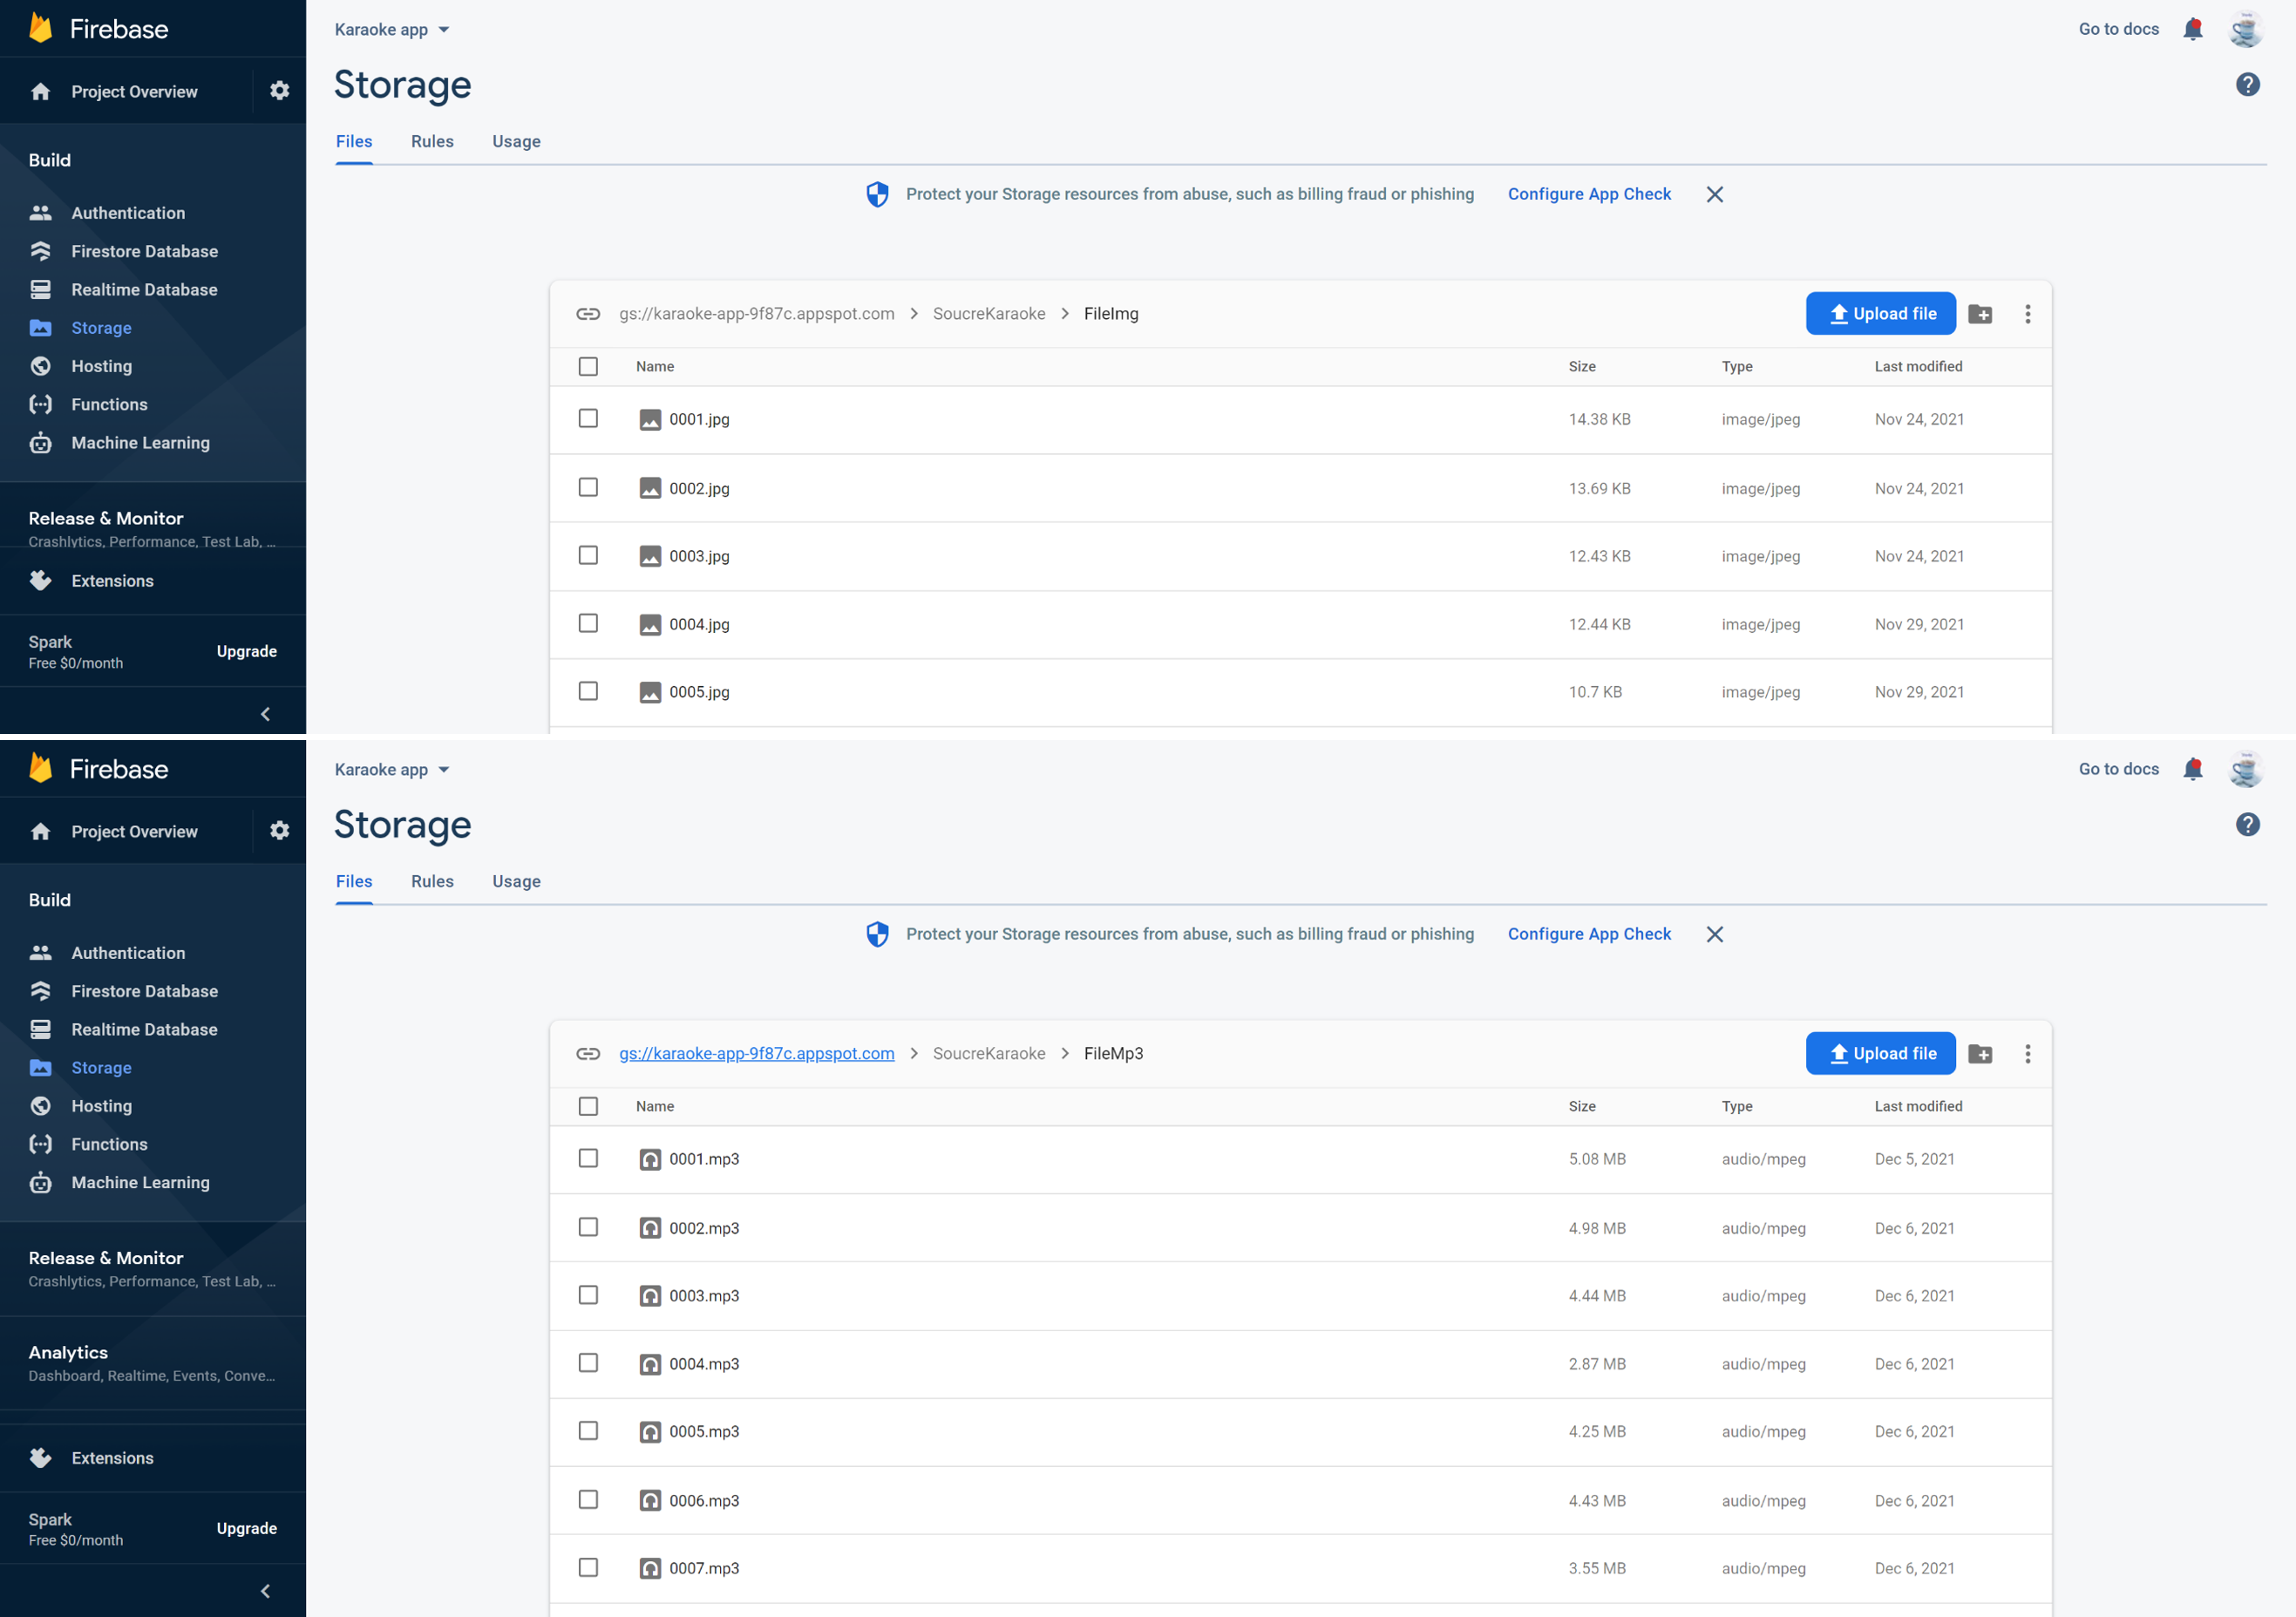 Firebase
Project Overview
Build
Authentication
Firestore Database
Realtime Database
Storage
Hosting
Functions
Machine Learning
Release & Monitor
Crashlytics, Performance, Test Lab, ...
Extensions
Spark
Free $0/month
Upgrade
Karaoke app
Go to docs
Storage
Files Rules Usage
Protect your Storage resources from abuse, such as billing fraud or phishing Configure App Check
gs://karaoke-app-9f87c.appspot.com > SoucreKaraoke > FileImg
Upload file
Name Size Type Last modified
0001.jpg 14.38 KB image/jpeg Nov 24, 2021
0002.jpg 13.69 KB image/jpeg Nov 24, 2021
0003.jpg 12.43 KB image/jpeg Nov 24, 2021
0004.jpg 12.44 KB image/jpeg Nov 29, 2021
0005.jpg 10.7 KB image/jpeg Nov 29, 2021
Firebase
Project Overview
Build
Authentication
Firestore Database
Realtime Database
Storage
Hosting
Functions
Machine Learning
Release & Monitor
Crashlytics, Performance, Test Lab, ...
Analytics
Dashboard, Realtime, Events, Conve...
Extensions
Spark
Free $0/month
Upgrade
Karaoke app
Go to docs
Storage
Files Rules Usage
Protect your Storage resources from abuse, such as billing fraud or phishing Configure App Check
gs://karaoke-app-9f87c.appspot.com > SoucreKaraoke > FileMp3
Upload file
Name Size Type Last modified
0001.mp3 5.08 MB audio/mpeg Dec 5, 2021
0002.mp3 4.98 MB audio/mpeg Dec 6, 2021
0003.mp3 4.44 MB audio/mpeg Dec 6, 2021
0004.mp3 2.87 MB audio/mpeg Dec 6, 2021
0005.mp3 4.25 MB audio/mpeg Dec 6, 2021
0006.mp3 4.43 MB audio/mpeg Dec 6, 2021
0007.mp3 3.55 MB audio/mpeg Dec 6, 2021